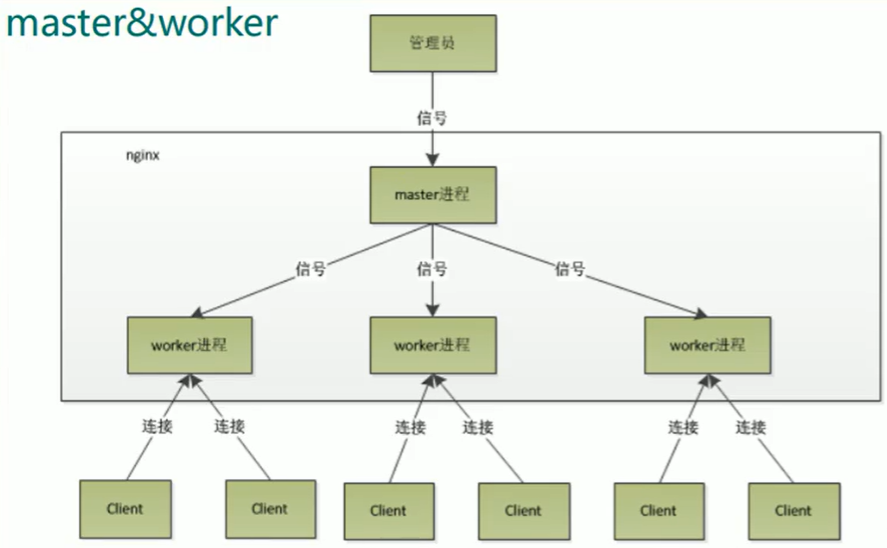 master&worker
管理员
信号
nginx
master进程
信号
信号
信号
worker进程
worker进程
worker进程
连接
连接
连接
连接
连接
连接
Client
Client
Client
Client
Client
Client